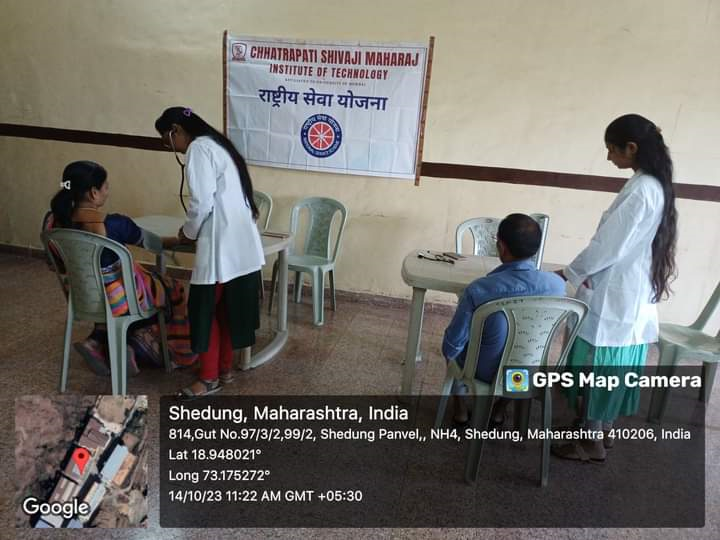 CHHATRAPATI SHIVAJI MAHARAJ
INSTITUTE OF TECHNOLOGY
राष्ट्रीय सेवा योजना
GPS Map Camera
Shedung, Maharashtra, India
814,Gut No.97/3/2,99/2, Shedung Panvel,, NH4, Shedung, Maharashtra 410206, India
Lat 18.948021°
Long 73.175272°
14/10/23 11:22 AM GMT +05:30
Google